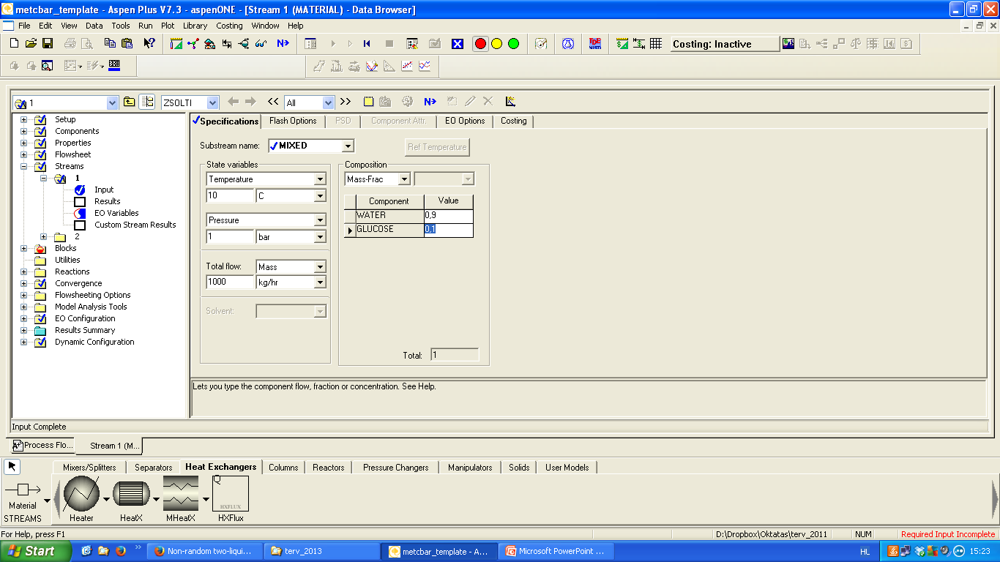 metcbar_template - Aspen Plus V7.3 - aspenONE - [Stream 1 (MATERIAL) - Data Browser]
File Edit View Data Tools Run Plot Library Costing Window Help
Costing: Inactive
1 ZSOLTI All
Setup
Components
Properties
Flowsheet
Streams
1
Input
Results
EO Variables
Custom Stream Results
2
Blocks
Utilities
Reactions
Convergence
Flowsheeting Options
Model Analysis Tools
EO Configuration
Results Summary
Dynamic Configuration
Specifications Flash Options PSD Component Attr. EO Options Costing
Substream name: MIXED Ref Temperature
State variables
Temperature
10 C
Pressure
1 bar
Total flow: Mass
1000 kg/hr
Solvent:
Composition
Mass-Frac
Component Value
WATER 0,9
GLUCOSE 0,1
Total: 1
Lets you type the component flow, fraction or concentration. See Help.
Input Complete
Process Flo... Stream 1 (M...
Mixers/Splitters Separators Heat Exchangers Columns Reactors Pressure Changers Manipulators Solids User Models
Q
HXFLUX
Material
STREAMS
Heater HeatX MHeatX HXFlux
For Help, press F1 D:\Dropbox\Oktatas\terv_2011 NUM Required Input Incomplete
Start Non-random two-liqui... terv_2013 metcbar_template - A... Microsoft PowerPoint ... HL 15:23